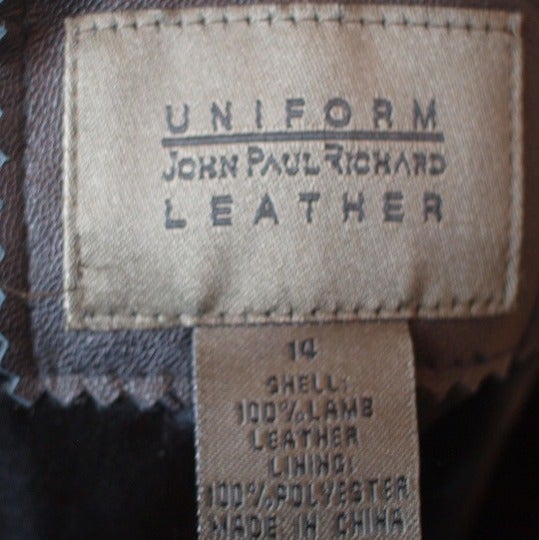 UNIFORM
JOHN PAUL RICHARD
LEATHER
14
SHELL:
100% LAMB
LEATHER
LINING:
100% POLYESTER
MADE IN CHINA